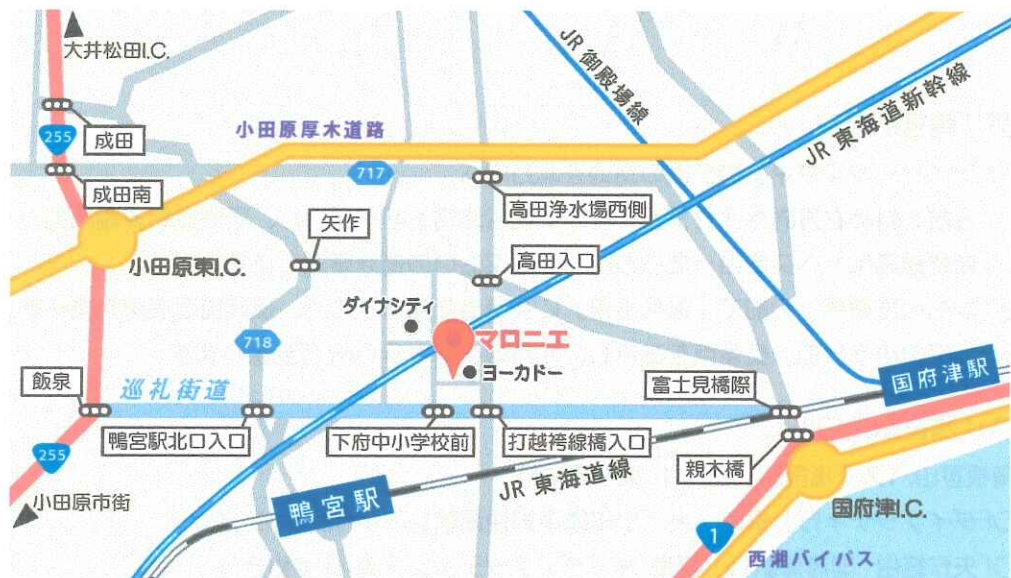 大井松田I.C.
JR 御殿場線
JR 東海道新幹線
255
成田
小田原厚木道路
717
成田南
高田浄水場西側
矢作
高田入口
小田原東I.C.
ダイナシティ
マロニエ
718
ヨーカドー
飯泉
巡礼街道
富士見橋際
国府津駅
鴨宮駅北口入口
下府中小学校前
打越袴線橋入口
255
親木橋
JR 東海道線
小田原市街
鴨宮駅
国府津I.C.
1
西湘バイパス